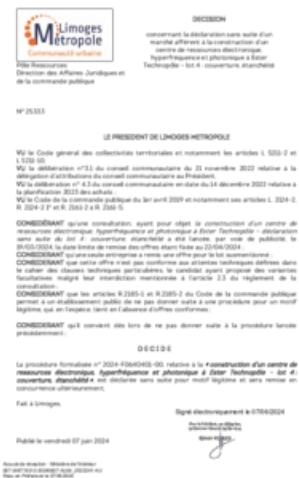 Limoges
Métropole
Communauté urbaine
Pôle Ressources
Direction des Affaires Juridiques et
de la commande publique
DECISION
concernant la déclaration sans suite d'un
marché afférent à la construction d'un
centre de ressources électronique,
hyperfréquence et photonique à Ester
Technopôle - lot 4 : couverture, étanchéité
N° 25333
LE PRESIDENT DE LIMOGES METROPOLE
VU le Code général des collectivités territoriales et notamment les articles L. 5211-2 et
L. 5211-10,
VU la délibération n°3.1 du conseil communautaire du 21 novembre 2022 relative à la
délégation d'attributions du conseil communautaire au Président,
VU la délibération n° 4.3 du conseil communautaire en date du 14 décembre 2022 relative à
la planification 2023 des achats
VU le Code de la commande publique du 1er avril 2019 et notamment ses articles L. 2124-2,
R. 2124-2 1° et R. 2161-2 à R. 2161-5,
CONSIDÉRANT qu'une consultation, ayant pour objet la construction d'un centre de
ressources électronique, hyperfréquence et photonique à Ester Technopôle -
déclaration sans suite du lot 4 : couverture, étanchéité a été lancée, par voie de publicité, le
la date limite de remise des offres étant fixée au 22/04/2024 ;
CONSIDÉRANT qu'une seule entreprise a remis une offre pour le lot susmentionné ;
CONSIDÉRANT que cette offre n'est pas conforme aux attentes techniques définies dans
le cahier des clauses techniques particulières, le candidat ayant proposé des variantes
facultatives malgré leur interdiction mentionnée à l'article 2.3 du règlement de la
consultation ;
CONSIDÉRANT que les articles R.2185-1 et R.2185-2 du Code de la commande publique
permet à un établissement public de ne pas donner suite à une procédure pour un motif
légitime, qui, en l'espèce, tient en l'absence d'offres conformes ;
CONSIDÉRANT qu'il convient dès lors de ne pas donner suite à la procédure lancée
précédemment ;
DECIDE
La procédure formalisée n° relative à la « construction d'un centre de
ressources électronique, hyperfréquence et photonique à Ester Technopôle - lot 4 :
couverture, étanchéité » est déclarée sans suite pour motif légitime et sera remise en
concurrence ultérieurement.
Fait à Limoges,
Signé électroniquement le 07/06/2024
Publié le vendredi 07 juin 2024
Accusé de réception - Ministère de l'Intérieur